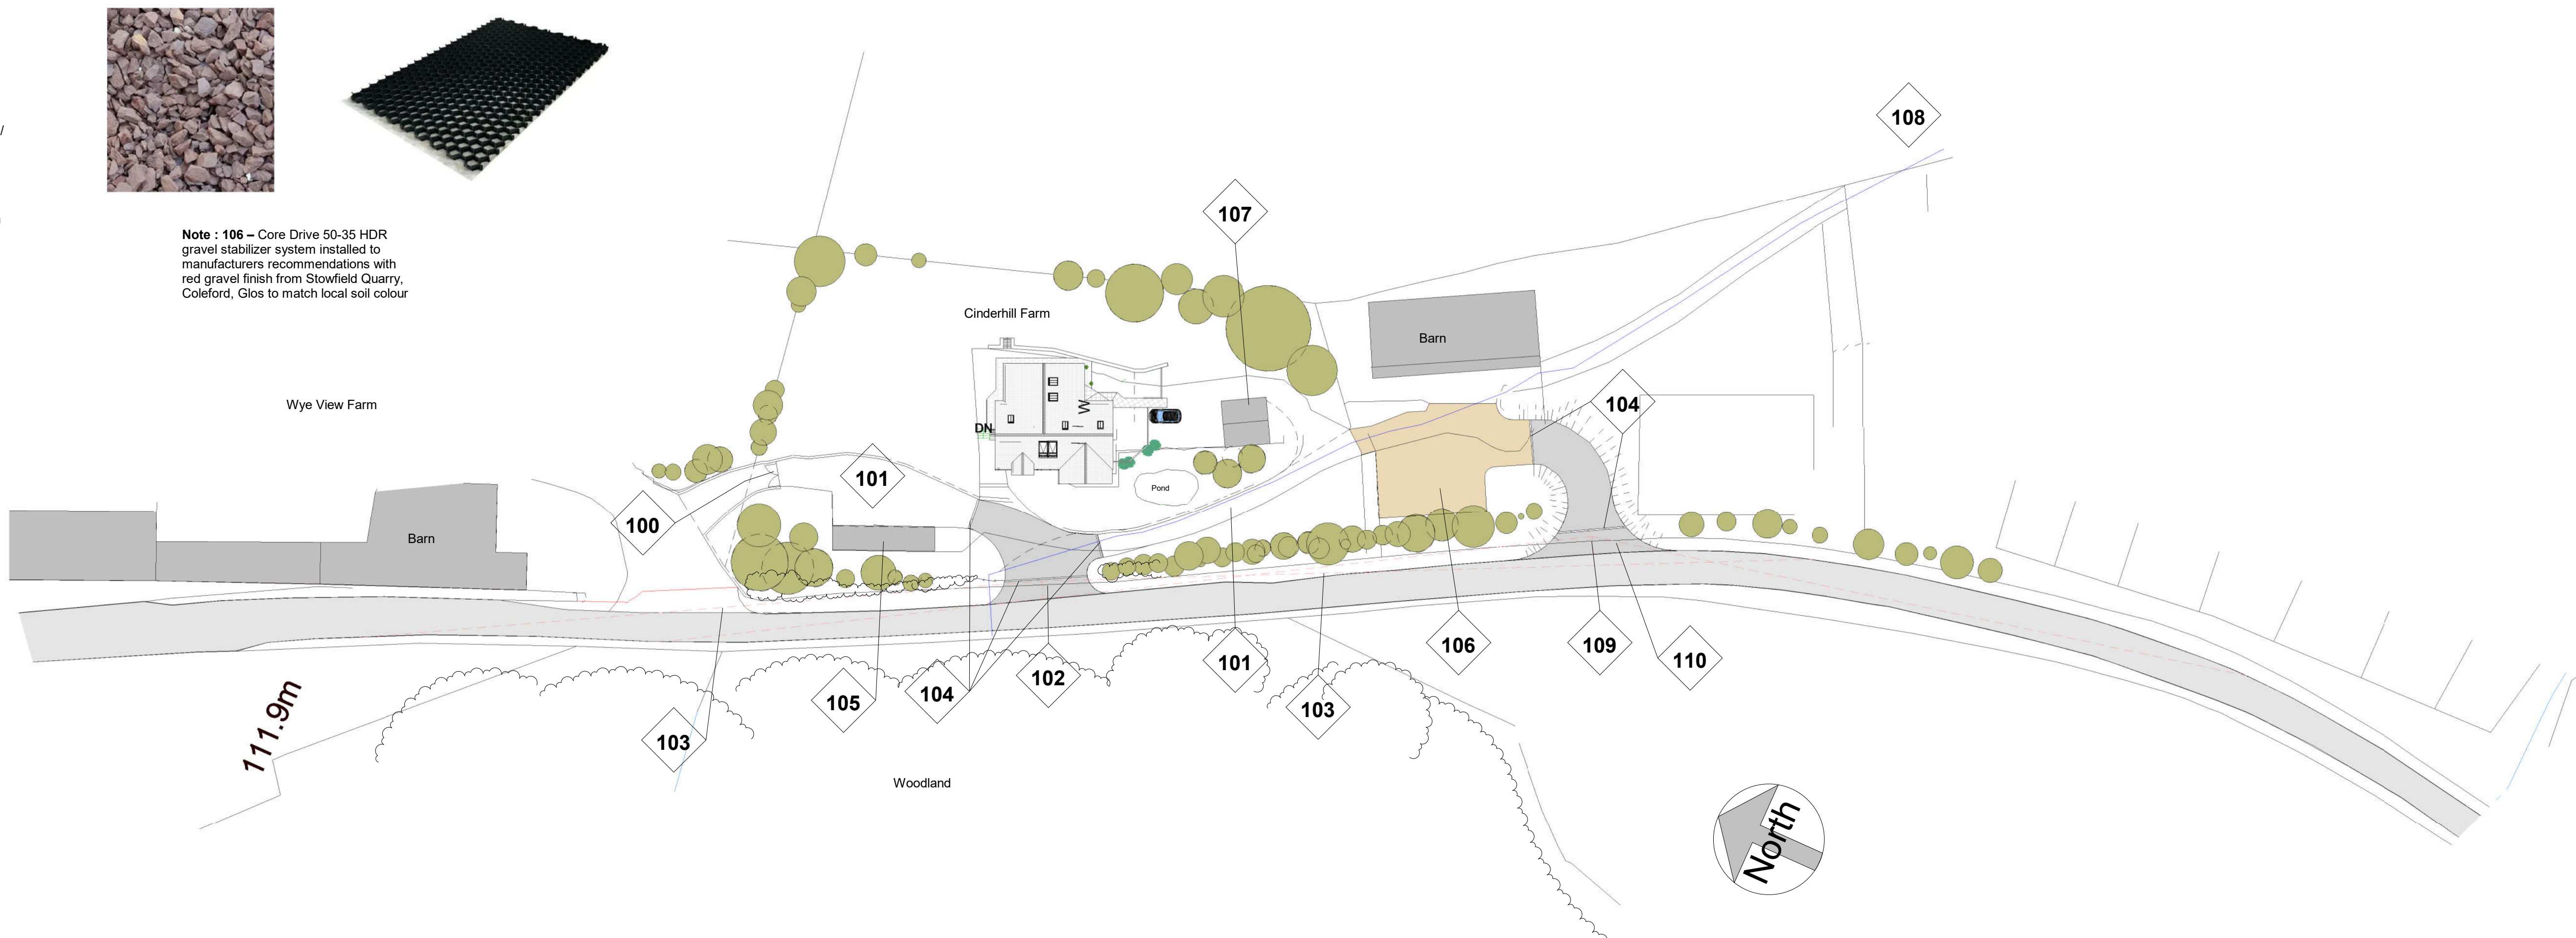 /
108
107
Note : 106 – Core Drive 50-35 HDR
gravel stabilizer system installed to
manufacturers recommendations with
red gravel finish from Stowfield Quarry,
Coleford, Glos to match local soil colour
Cinderhill Farm
Barn
Wye View Farm
104
DN
101
Pond
100
Barn
106
109
110
101
102
104
105
103
103
111.9m
Woodland
North